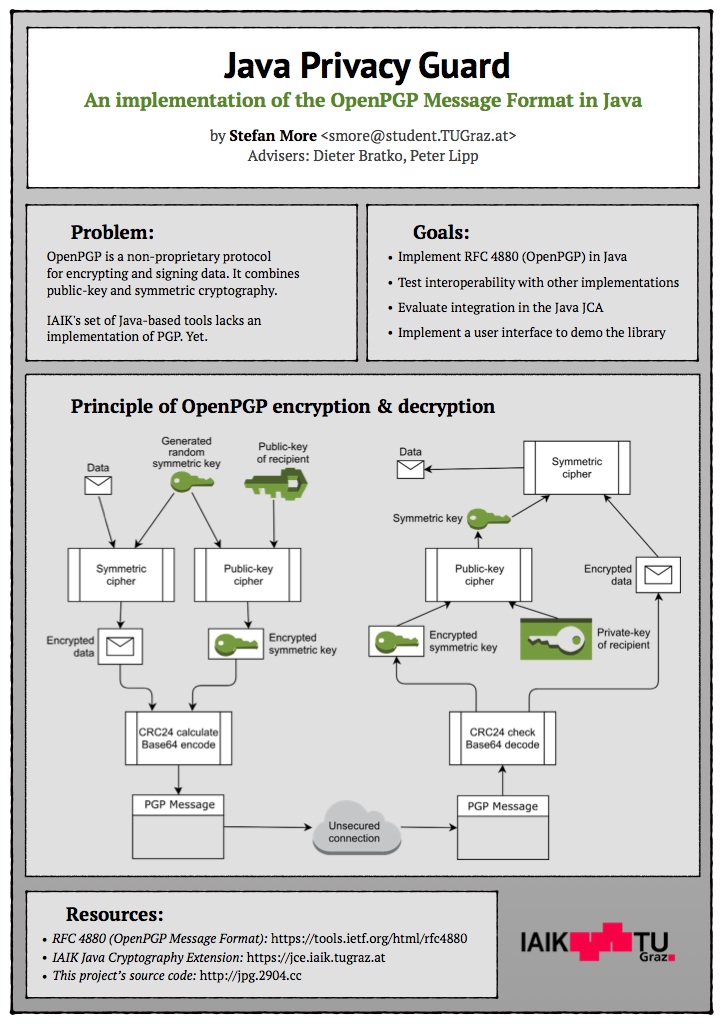 Java Privacy Guard
An implementation of the OpenPGP Message Format in Java
by Stefan More <smore@student.TUGraz.at>
Advisers: Dieter Bratko, Peter Lipp
Problem:
OpenPGP is a non-proprietary protocol
for encrypting and signing data. It combines
public-key and symmetric cryptography.
IAIK's set of Java-based tools lacks an
implementation of PGP. Yet.
Goals:
• Implement RFC 4880 (OpenPGP) in Java
• Test interoperability with other implementations
• Evaluate integration in the Java JCA
• Implement a user interface to demo the library
Principle of OpenPGP encryption & decryption
Data
Generated
random
symmetric key
Public-key
of recipient
Symmetric
cipher
Public-key
cipher
Encrypted
data
Encrypted
symmetric key
CRC24 calculate
Base64 encode
PGP Message
Unsecured
connection
Data
Symmetric
cipher
Symmetric key
Public-key
cipher
Encrypted
data
Encrypted
symmetric key
Private-key
of recipient
CRC24 check
Base64 decode
PGP Message
Resources:
• RFC 4880 (OpenPGP Message Format): https://tools.ietf.org/html/rfc4880
• IAIK Java Cryptography Extension: https://jce.iaik.tugraz.at
• This project's source code: http://jpg.2904.cc
IAIK TU
Graz